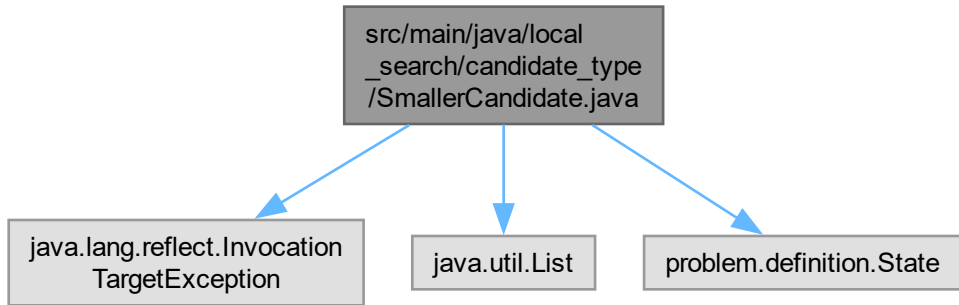 src/main/java/local
_search/candidate_type
/SmallerCandidate.java
java.lang.reflect.Invocation
TargetException
java.util.List
problem.definition.State